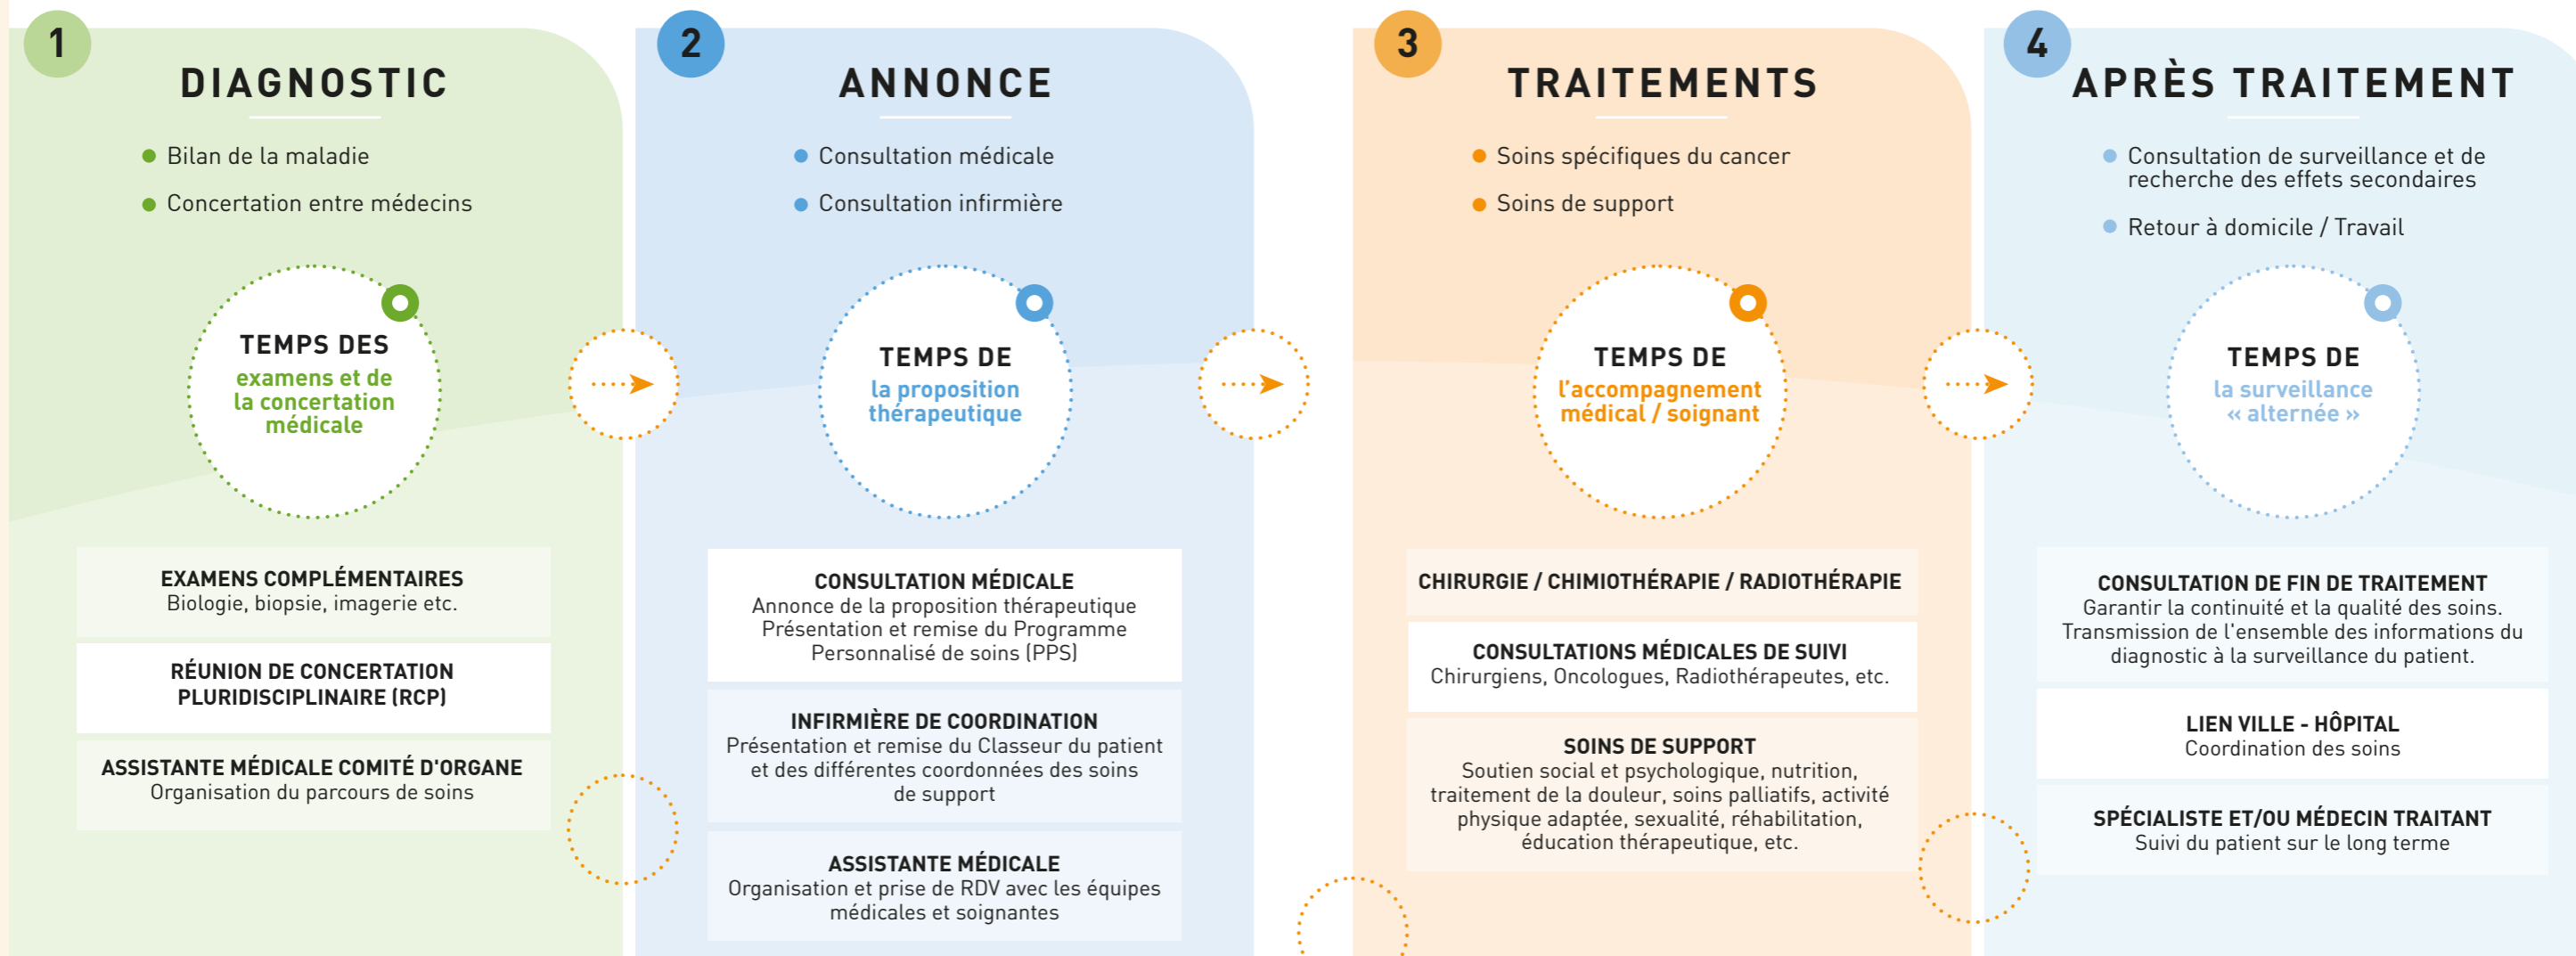 1
DIAGNOSTIC
Bilan de la maladie
Concertation entre médecins
TEMPS DES
examens et de
la concertation
médicale
EXAMENS COMPLÉMENTAIRES
Biologie, biopsie, imagerie etc.
RÉUNION DE CONCERTATION
PLURIDISCIPLINAIRE (RCP)
ASSISTANTE MÉDICALE COMITÉ D'ORGANE
Organisation du parcours de soins
2
ANNONCE
Consultation médicale
Consultation infirmière
TEMPS DE
la proposition
thérapeutique
CONSULTATION MÉDICALE
Annonce de la proposition thérapeutique
Présentation et remise du Programme
Personnalisé de soins (PPS)
INFIRMIÈRE DE COORDINATION
Présentation et remise du Classeur du patient
et des différentes coordonnées des soins
de support
ASSISTANTE MÉDICALE
Organisation et prise de RDV avec les équipes
médicales et soignantes
3
TRAITEMENTS
Soins spécifiques du cancer
Soins de support
TEMPS DE
l’accompagnement
médical / soignant
CHIRURGIE / CHIMIOTHÉRAPIE / RADIOTHÉRAPIE
CONSULTATIONS MÉDICALES DE SUIVI
Chirurgiens, Oncologues, Radiothérapeutes, etc.
SOINS DE SUPPORT
Soutien social et psychologique, nutrition,
traitement de la douleur, soins palliatifs, activité
physique adaptée, sexualité, réhabilitation,
éducation thérapeutique, etc.
4
APRÈS TRAITEMENT
Consultation de surveillance et de
recherche des effets secondaires
Retour à domicile / Travail
TEMPS DE
la surveillance
« alternée »
CONSULTATION DE FIN DE TRAITEMENT
Garantir la continuité et la qualité des soins.
Transmission de l'ensemble des informations du
diagnostic à la surveillance du patient.
LIEN VILLE - HÔPITAL
Coordination des soins
SPÉCIALISTE ET/OU MÉDECIN TRAITANT
Suivi du patient sur le long terme